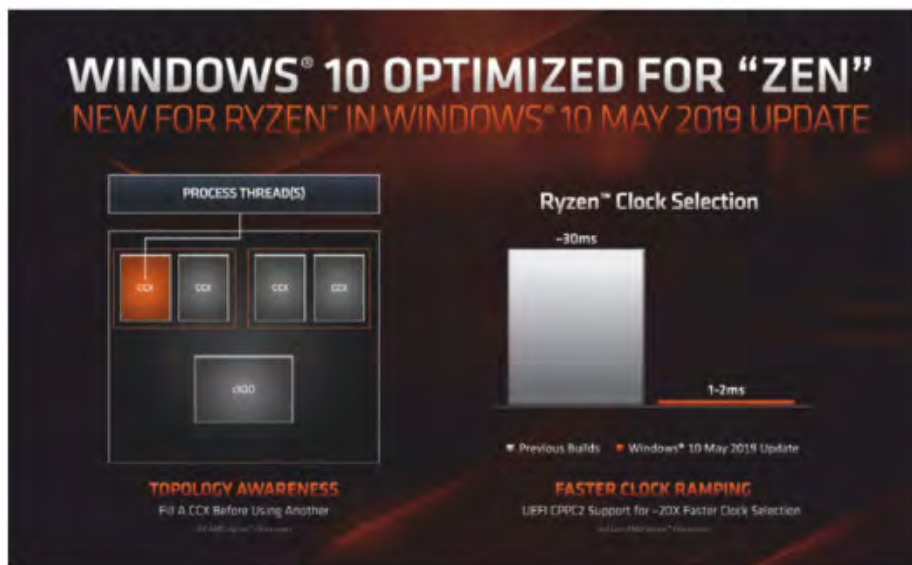 WINDOWS® 10 OPTIMIZED FOR “ZEN”
NEW FOR RYZEN™ IN WINDOWS® 10 MAY 2019 UPDATE
PROCESS THREAD(S)
CCX
CCX
CCX
CCX
cIOD
TOPOLOGY AWARENESS
Fill A CCX Before Using Another
Ryzen™ Clock Selection
~30ms
1-2ms
Previous Builds
Windows® 10 May 2019 Update
FASTER CLOCK RAMPING
UEFI CPPC2 Support for ~20X Faster Clock Selection